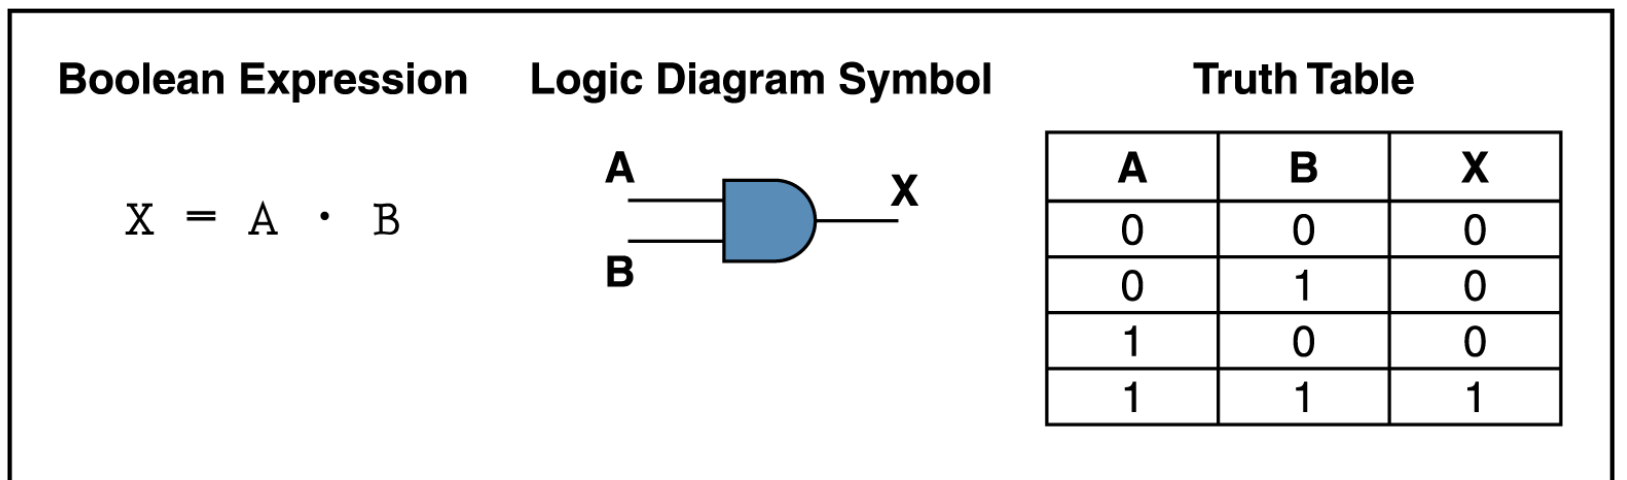 Boolean Expression
Logic Diagram Symbol
Truth Table
X = A · B
A
B
X
A B X
0 0 0
0 1 0
1 0 0
1 1 1